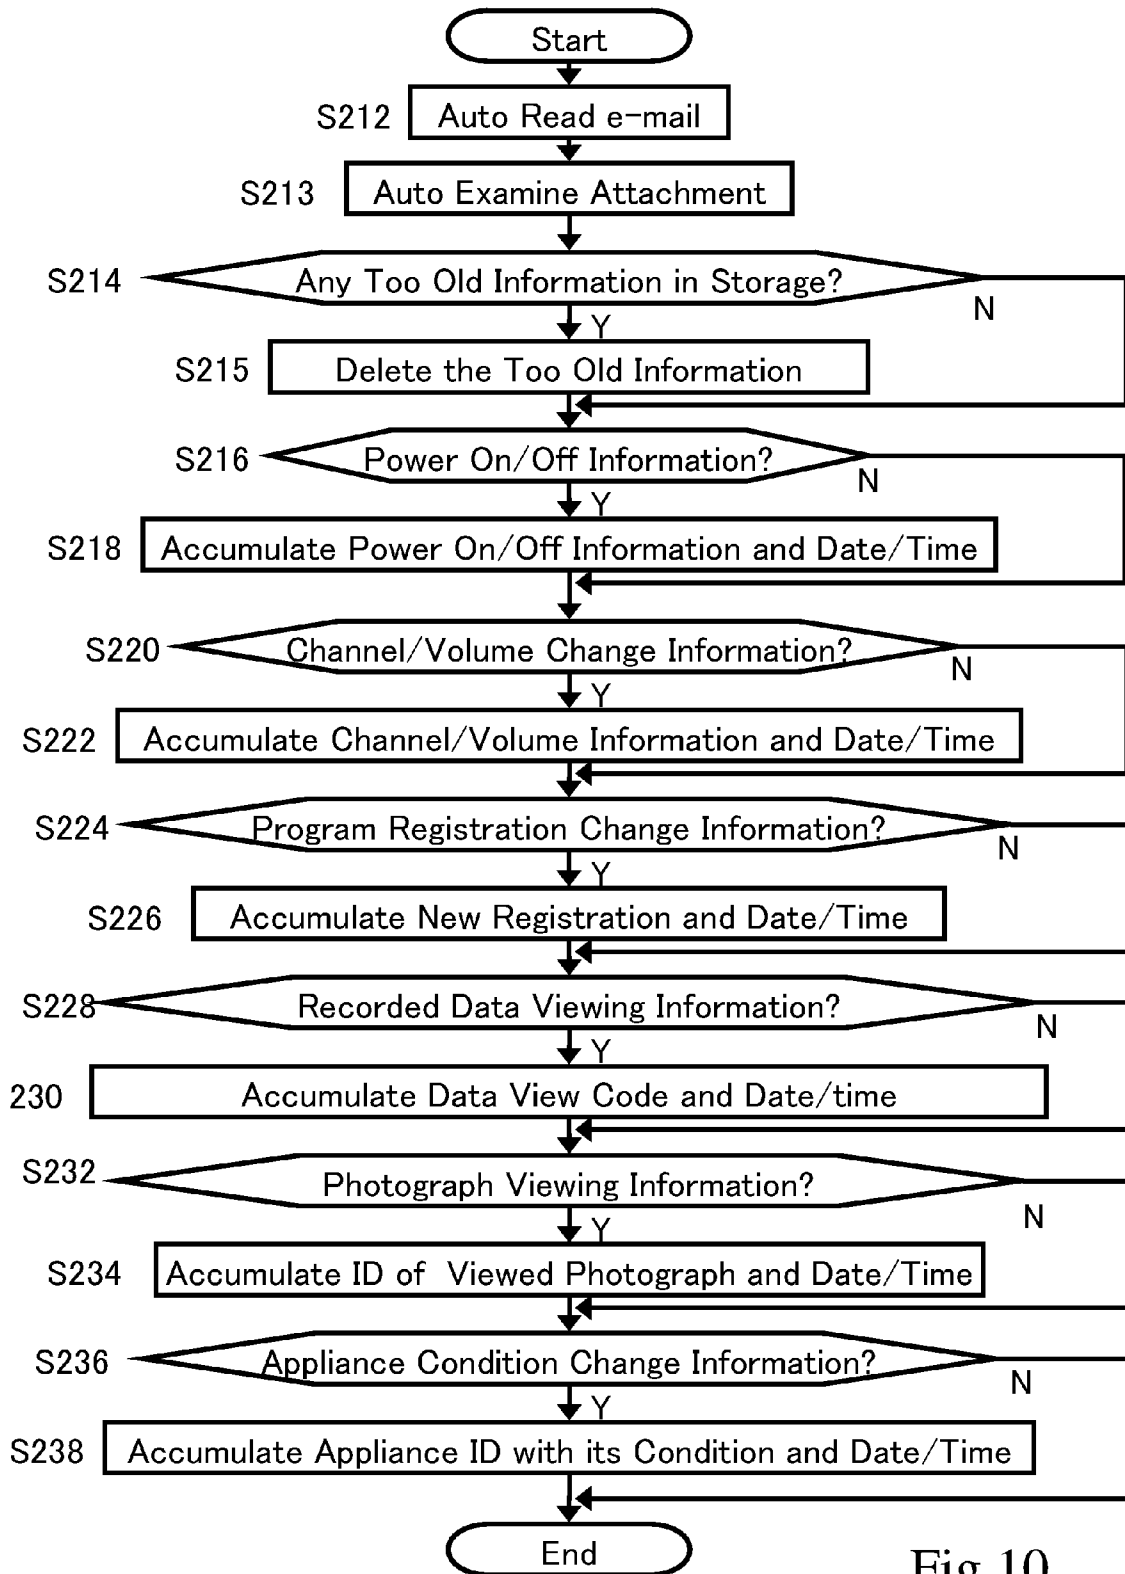 Start
S212 Auto Read e-mail
S213 Auto Examine Attachment
S214 Any Too Old Information in Storage?
N
Y
S215 Delete the Too Old Information
S216 Power On/Off Information?
N
Y
S218 Accumulate Power On/Off Information and Date/Time
S220 Channel/Volume Change Information?
N
Y
S222 Accumulate Channel/Volume Information and Date/Time
S224 Program Registration Change Information?
N
Y
S226 Accumulate New Registration and Date/Time
S228 Recorded Data Viewing Information?
N
Y
230 Accumulate Data View Code and Date/time
S232 Photograph Viewing Information?
N
Y
S234 Accumulate ID of Viewed Photograph and Date/Time
S236 Appliance Condition Change Information?
N
Y
S238 Accumulate Appliance ID with its Condition and Date/Time
End
Fig.10